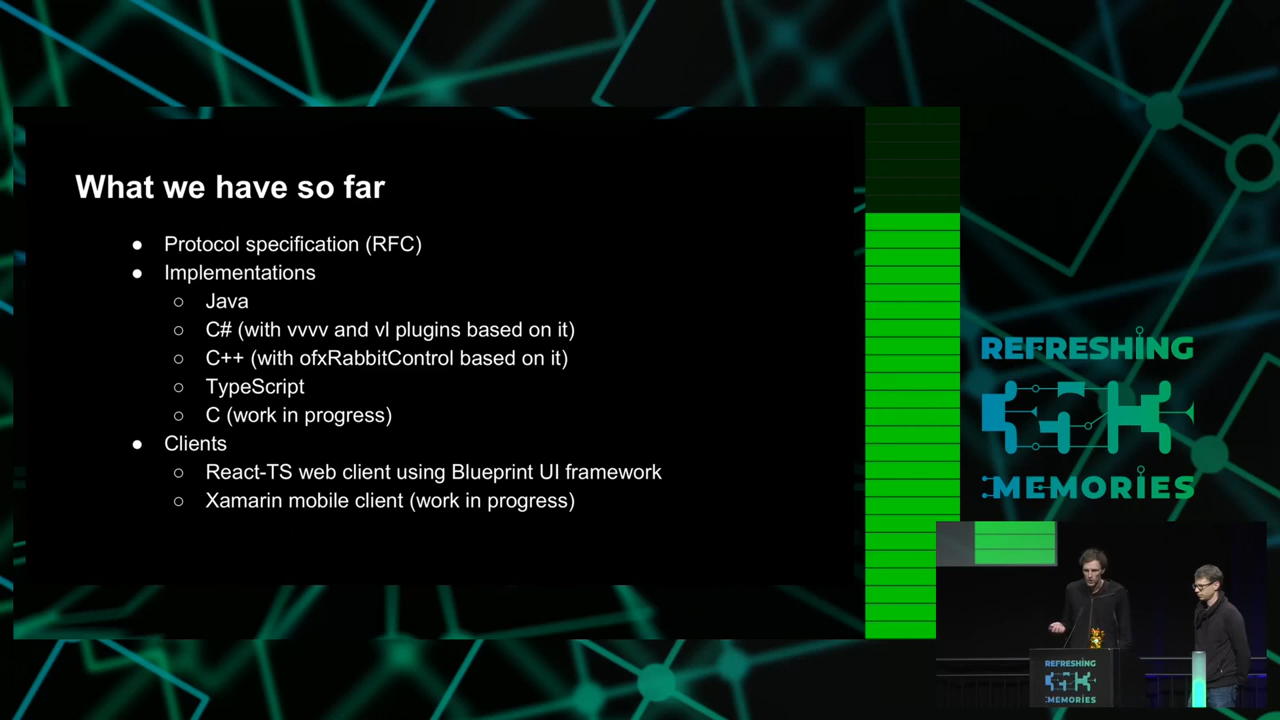 What we have so far
● Protocol specification (RFC)
● Implementations
○ Java
○ C# (with vvvv and vl plugins based on it)
○ C++ (with ofxRabbitControl based on it)
○ TypeScript
○ C (work in progress)
● Clients
○ React-TS web client using Blueprint UI framework
○ Xamarin mobile client (work in progress)
REFRESHING
MEMORIES
REFRESHING
MEMORIES